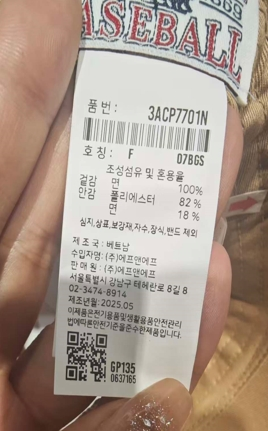 BASEBALL
품 번 : 3ACP7701N
호 칭 : F 07BGS
조성섬유 및 혼용율
겉감 면 100%
안감 폴리에스터 82 %
면 18 %
심지,상표,보강재,자수,장식,밴드 제외
제 조 국 : 베트남
수입자명 : (주)에프앤에프
판 매 원 : (주)에프앤에프
서울특별시 강남구 테헤란로 8길 8
02-3474-8914
제조년월 : 2025.05
이제품은전기용품및생활용품안전관리
법에따른안전기준을준수한제품입니다.
GP135
0637165